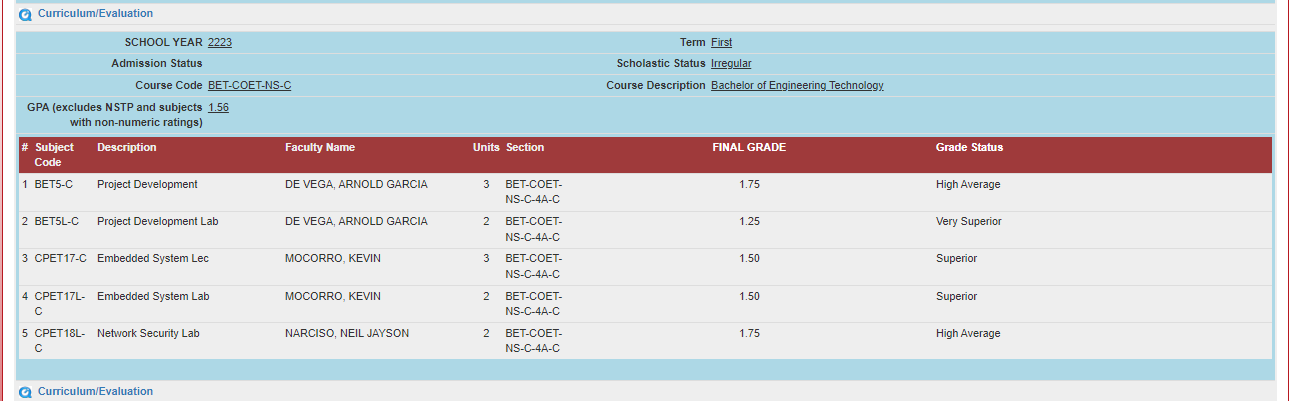 Curriculum/Evaluation
SCHOOL YEAR 2223 Term First
Admission Status Scholastic Status Irregular
Course Code BET-COET-NS-C Course Description Bachelor of Engineering Technology
GPA (excludes NSTP and subjects 1.56
with non-numeric ratings)
# Subject Description Faculty Name Units Section FINAL GRADE Grade Status
Code
1 BET5-C Project Development DE VEGA, ARNOLD GARCIA 3 BET-COET- 1.75 High Average
NS-C-4A-C
2 BET5L-C Project Development Lab DE VEGA, ARNOLD GARCIA 2 BET-COET- 1.25 Very Superior
NS-C-4A-C
3 CPET17-C Embedded System Lec MOCORRO, KEVIN 3 BET-COET- 1.50 Superior
NS-C-4A-C
4 CPET17L- Embedded System Lab MOCORRO, KEVIN 2 BET-COET- 1.50 Superior
C NS-C-4A-C
5 CPET18L- Network Security Lab NARCISO, NEIL JAYSON 2 BET-COET- 1.75 High Average
C NS-C-4A-C
Curriculum/Evaluation